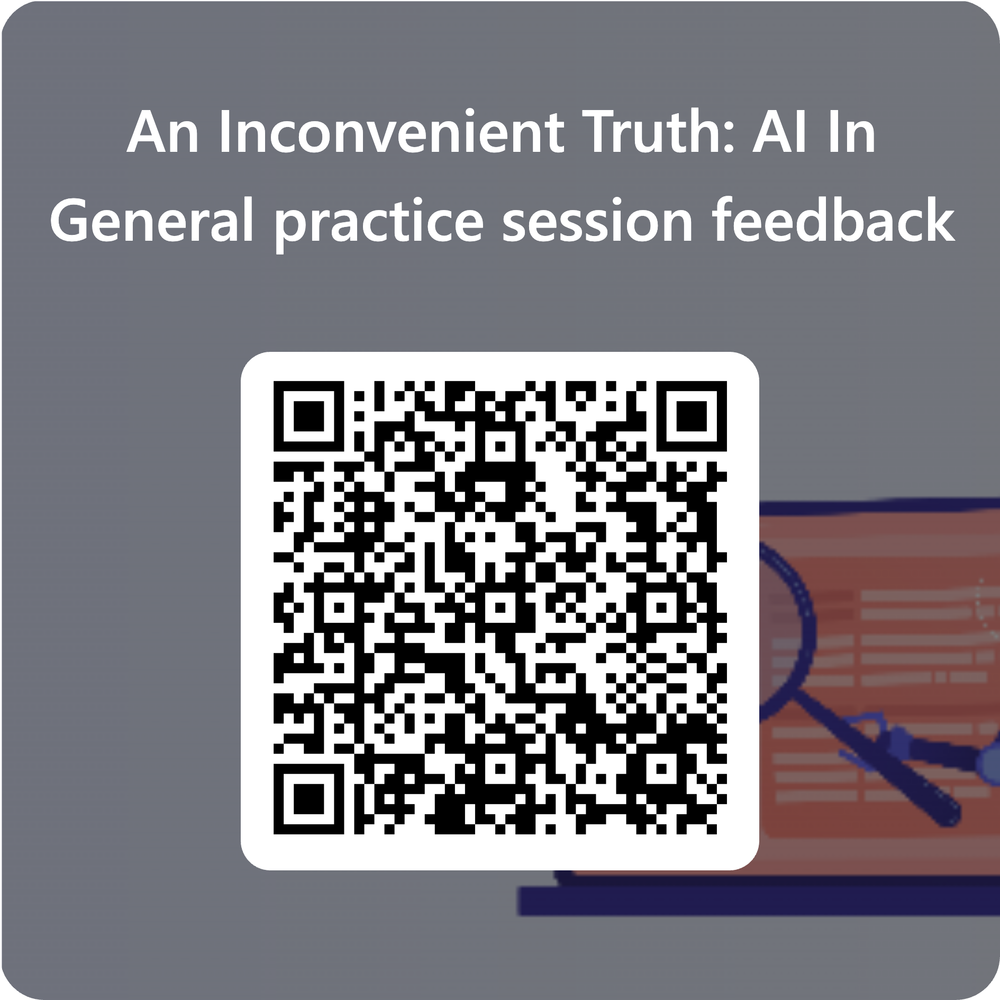 An Inconvenient Truth: AI In
General practice session feedback